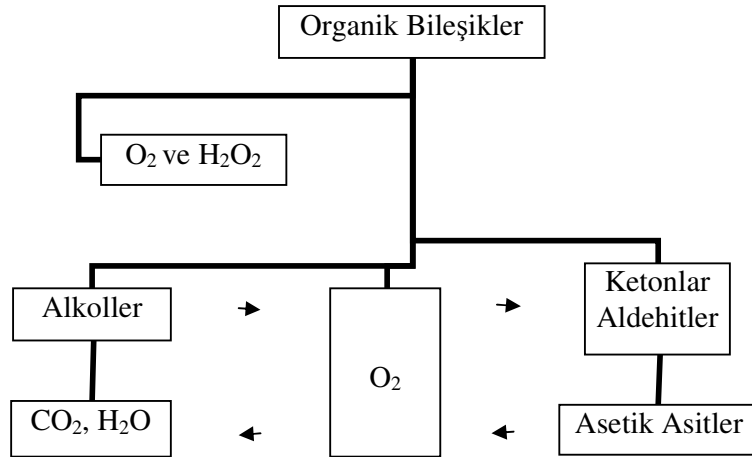 Organik Bileşikler
O₂ ve H₂O₂
Alkoller
O₂
Ketonlar
Aldehitler
CO₂, H₂O
Asetik Asitler